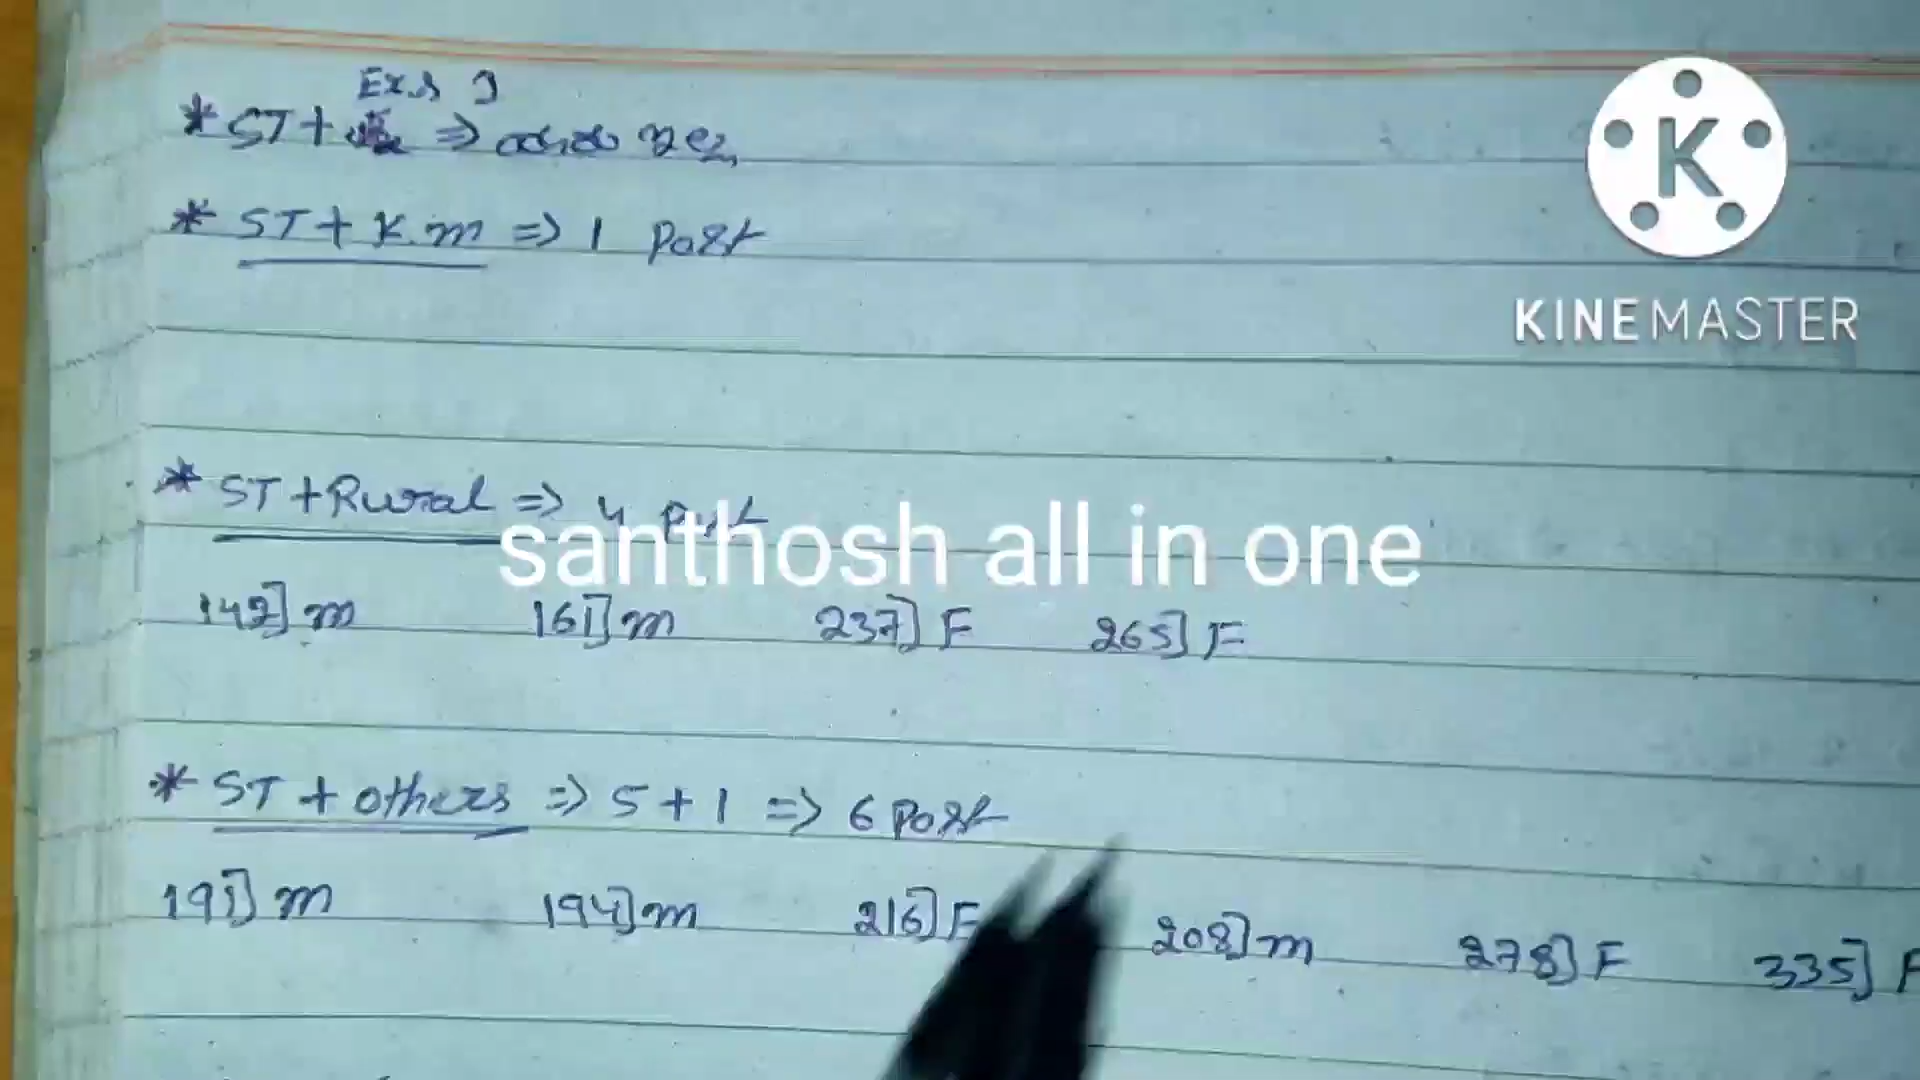 Ex.s
* ST +
* ST + K.m => 1 Post
* ST + Rural => 4 Post
142] m 161] m 237] F 265] F
* ST + others => 5 + 1 => 6 Post
191] m 194] m 216] F 208] m 278] F 335] F
K
KINEMASTER
santhosh all in one